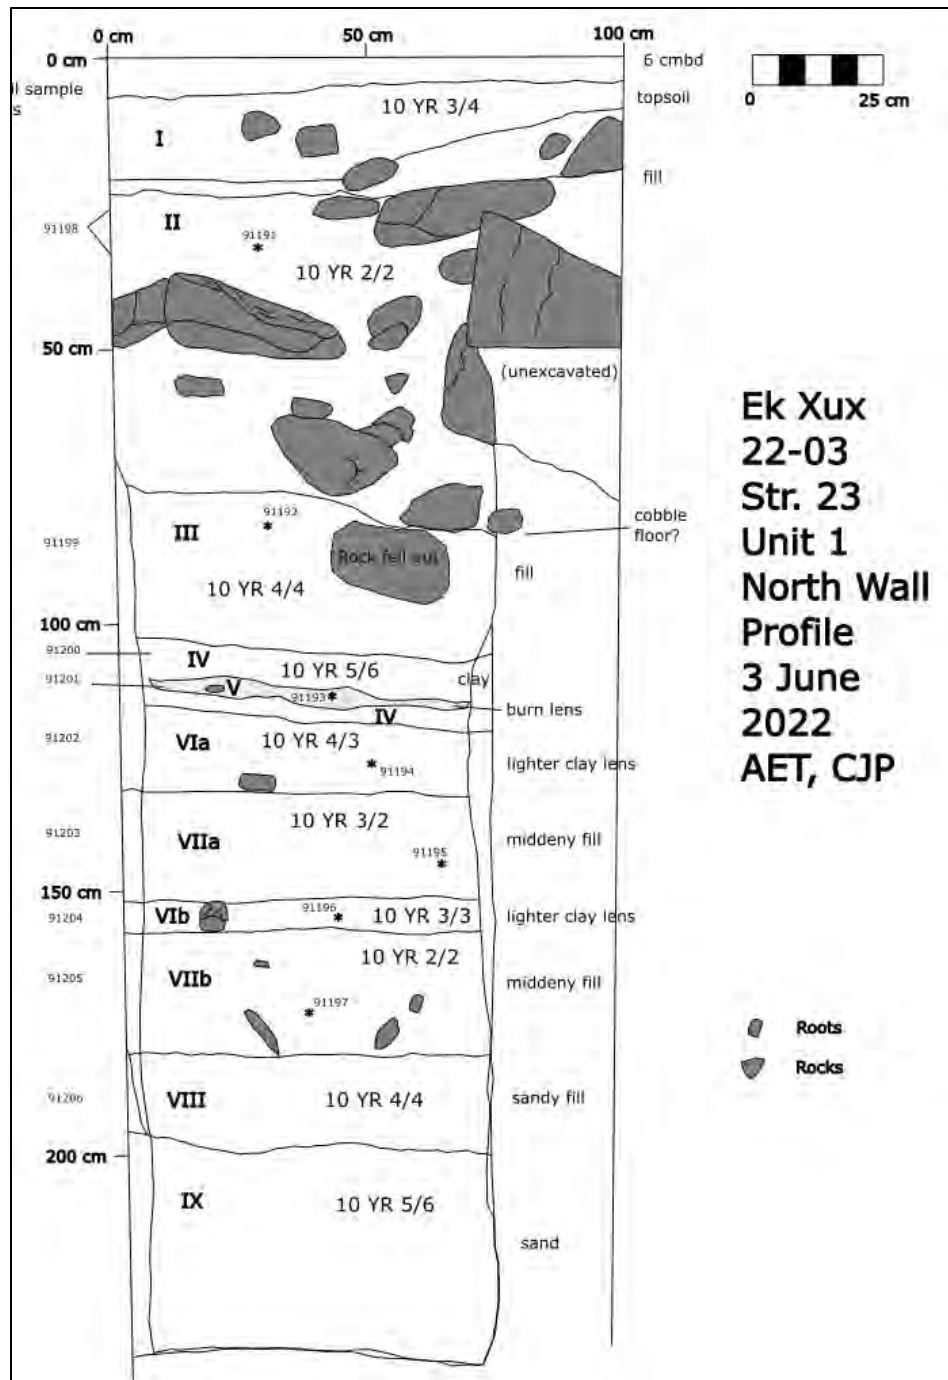 0 cm 50 cm 100 cm
0 cm
6 cmbd
0 25 cm
sample
10 YR 3/4
topsoil
I
fill
II
91198
91191
10 YR 2/2
50 cm
(unexcavated)
Ek Xux
22-03
Str. 23
Unit 1
North Wall
Profile
3 June
2022
AET, CJP
91192
cobble
floor?
III
91199
Rock fell out
fill
10 YR 4/4
100 cm
91200
IV
10 YR 5/6
clay
91201
V
91193
burn lens
IV
91202
VIa
10 YR 4/3
91194
lighter clay lens
10 YR 3/2
91203
VIIa
middeny fill
91195
150 cm
91204
VIb
91196
10 YR 3/3
lighter clay lens
10 YR 2/2
91205
VIIb
middeny fill
91197
Roots
Rocks
91206
VIII
10 YR 4/4
sandy fill
200 cm
IX
10 YR 5/6
sand